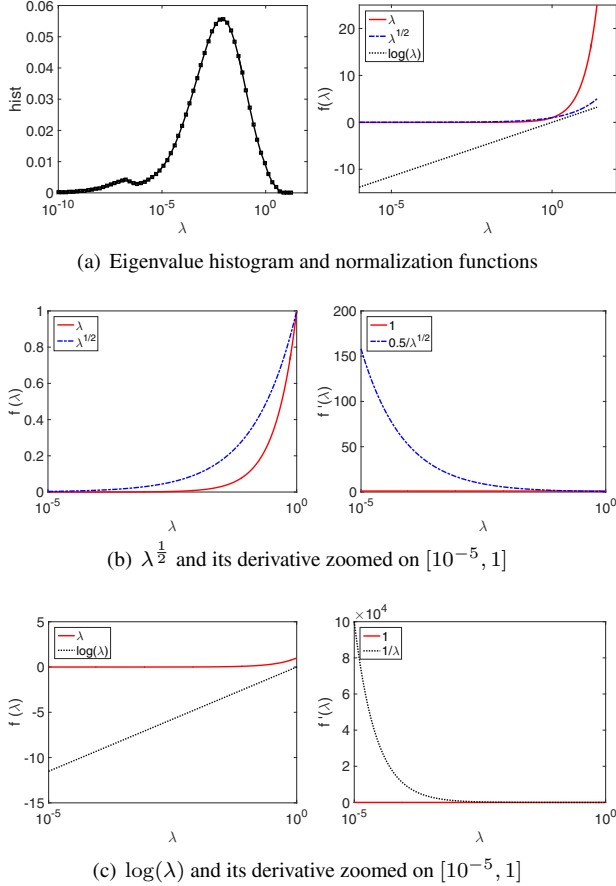 0.06
0.05
0.04
0.03
0.02
0.01
0
hist
10^-10
10^-5
10^0
λ
20
10
0
-10
f(λ)
λ
λ^1/2
log(λ)
10^-5
10^0
λ
(a) Eigenvalue histogram and normalization functions
1
0.8
0.6
0.4
0.2
0
f (λ)
λ
λ^1/2
10^-5
10^0
λ
200
150
100
50
0
f '(λ)
1
0.5/λ^1/2
10^-5
10^0
λ
(b) λ^1/2 and its derivative zoomed on [10^−5, 1]
5
0
-5
-10
-15
f (λ)
λ
log(λ)
10^-5
10^0
λ
×10^4
10
8
6
4
2
0
f '(λ)
1
1/λ
10^-5
10^0
λ
(c) log(λ) and its derivative zoomed on [10^−5, 1]